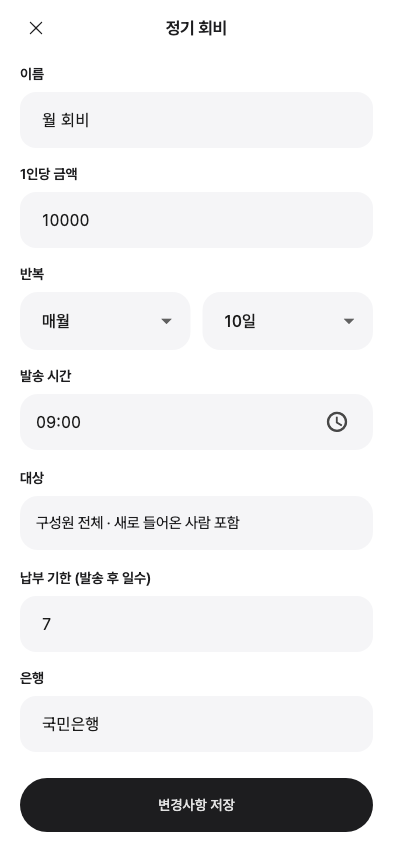 정기 회비
이름
월 회비
1인당 금액
10000
반복
매월
10일
발송 시간
09:00
대상
구성원 전체 · 새로 들어온 사람 포함
납부 기한 (발송 후 일수)
7
은행
국민은행
변경사항 저장